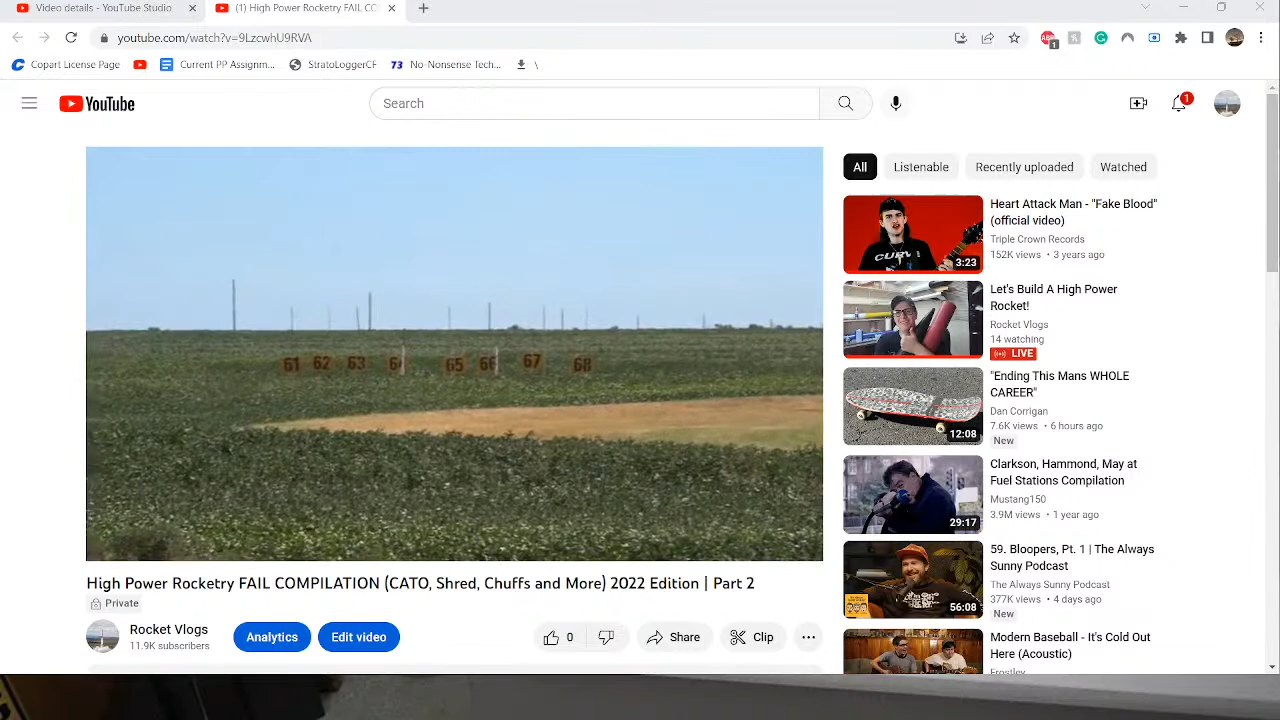 Video details - YouTube Studio
(1) High Power Rocketry FAIL CO
youtube.com/watch?v=9LzcwhU9RVA
ABP
1
Copart License Page
Current PP Assignm...
StratoLoggerCF
73 No-Nonsense Tech...
\
YouTube
Search
1
All
Listenable
Recently uploaded
Watched
61 62 63 64 65 66 67 68
Heart Attack Man - "Fake Blood"
(official video)
Triple Crown Records
152K views • 3 years ago
3:23
Let's Build A High Power
Rocket!
Rocket Vlogs
14 watching
LIVE
"Ending This Mans WHOLE
CAREER"
Dan Corrigan
7.6K views • 6 hours ago
New
12:08
Clarkson, Hammond, May at
Fuel Stations Compilation
Mustang150
3.9M views • 1 year ago
29:17
59. Bloopers, Pt. 1 | The Always
Sunny Podcast
The Always Sunny Podcast
377K views • 4 days ago
New
56:08
Modern Baseball - It's Cold Out
Here (Acoustic)
Frostley
High Power Rocketry FAIL COMPILATION (CATO, Shred, Chuffs and More) 2022 Edition | Part 2
Private
Rocket Vlogs
11.9K subscribers
Analytics
Edit video
0
Share
Clip